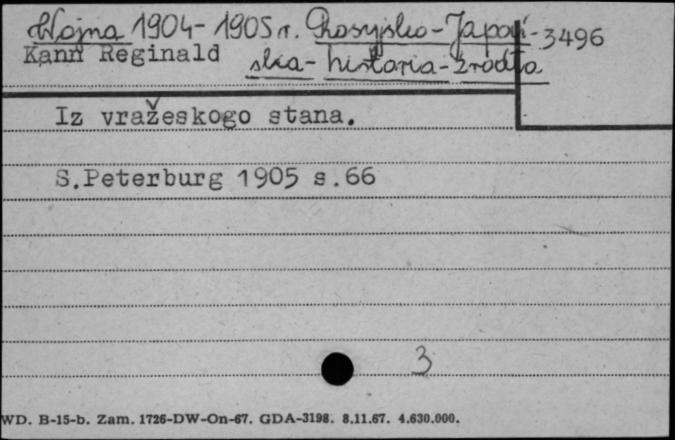 Wojna 1904-1905 r. Rosyjsko-Japoń- 3496
Kann Reginald ska-historia-źródła
Iz vražeskogo stana.
S.Peterburg 1905 s.66
3
WD. B-15-b. Zam. 1726-DW-On-67. GDA-3198. 8.11.67. 4.630.000.